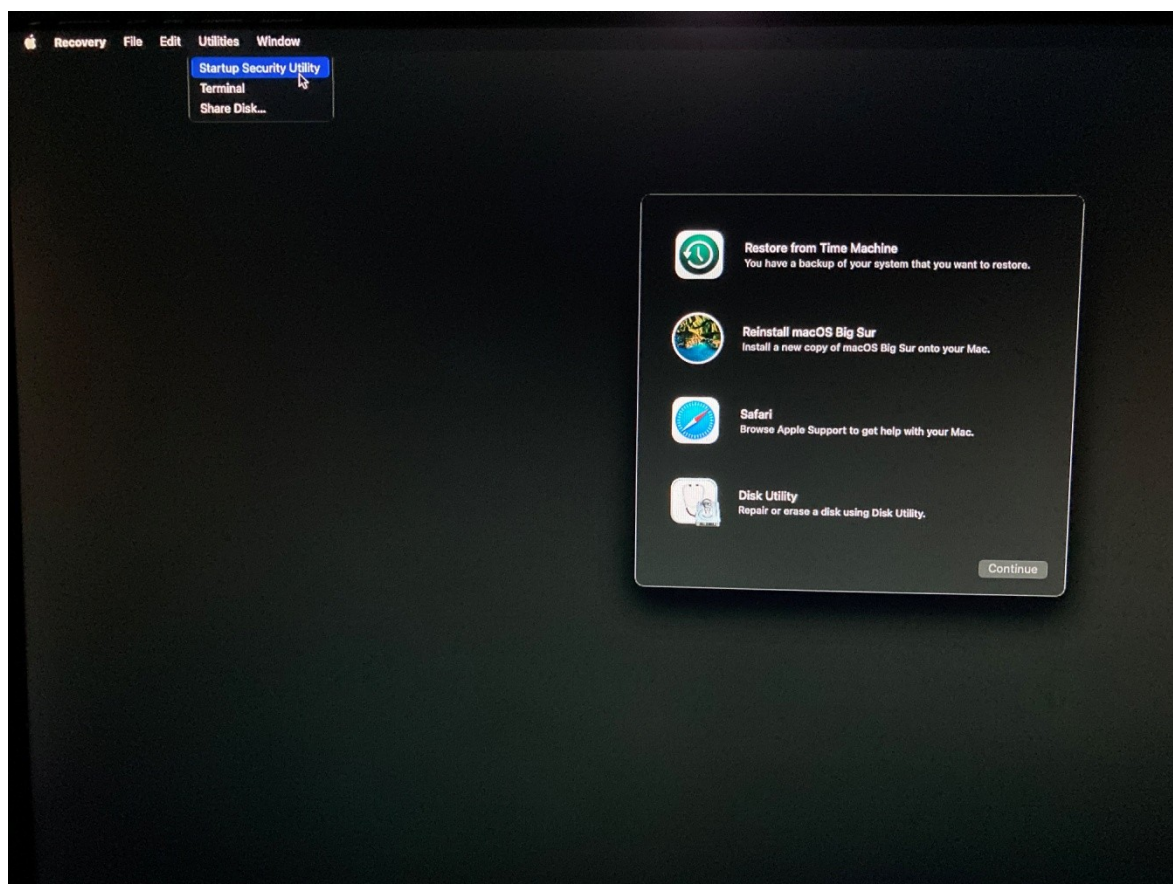 Recovery File Edit Utilities Window
Startup Security Utility
Terminal
Share Disk...
Restore from Time Machine
You have a backup of your system that you want to restore.
Reinstall macOS Big Sur
Install a new copy of macOS Big Sur onto your Mac.
Safari
Browse Apple Support to get help with your Mac.
Disk Utility
Repair or erase a disk using Disk Utility.
Continue